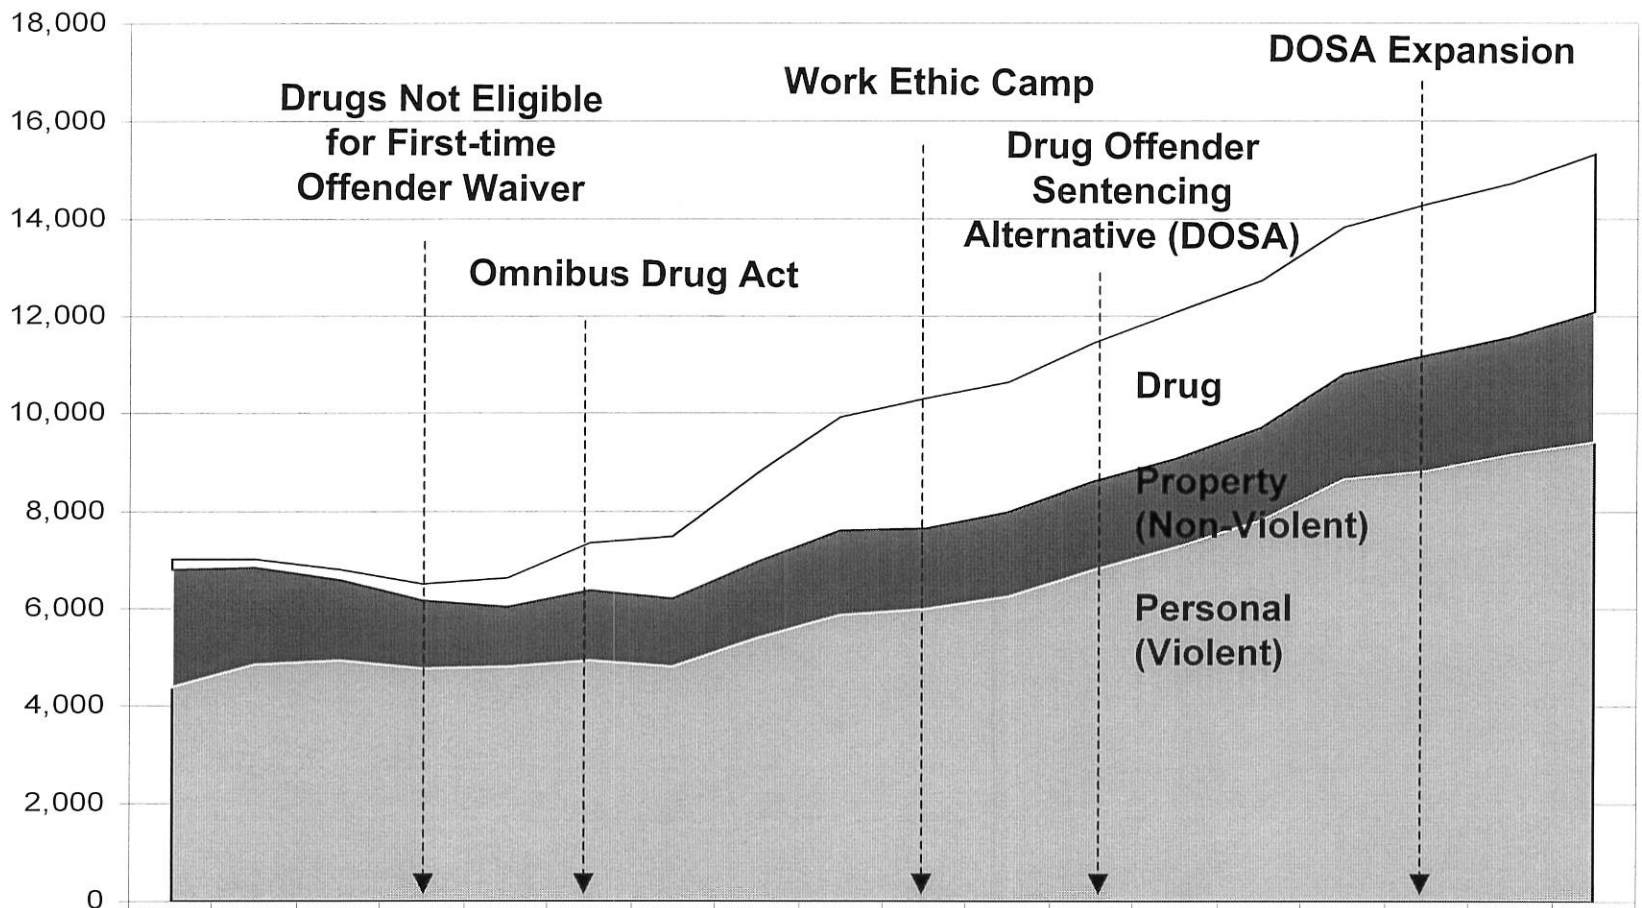 18,000
16,000
14,000
12,000
10,000
8,000
6,000
4,000
2,000
0
Drugs Not Eligible
for First-time
Offender Waiver
Omnibus Drug Act
Work Ethic Camp
Drug Offender
Sentencing
Alternative (DOSA)
DOSA Expansion
Drug
Property
(Non-Violent)
Personal
(Violent)